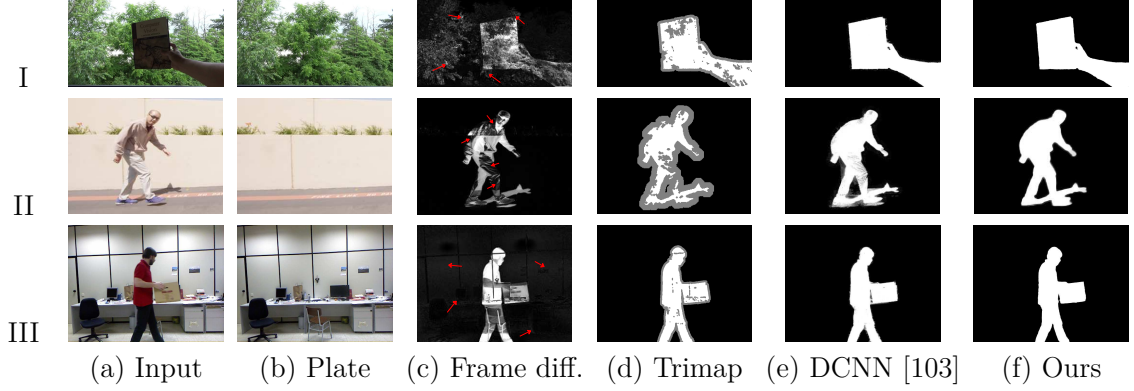 I
II
III
(a) Input (b) Plate (c) Frame diff. (d) Trimap (e) DCNN [103] (f) Ours